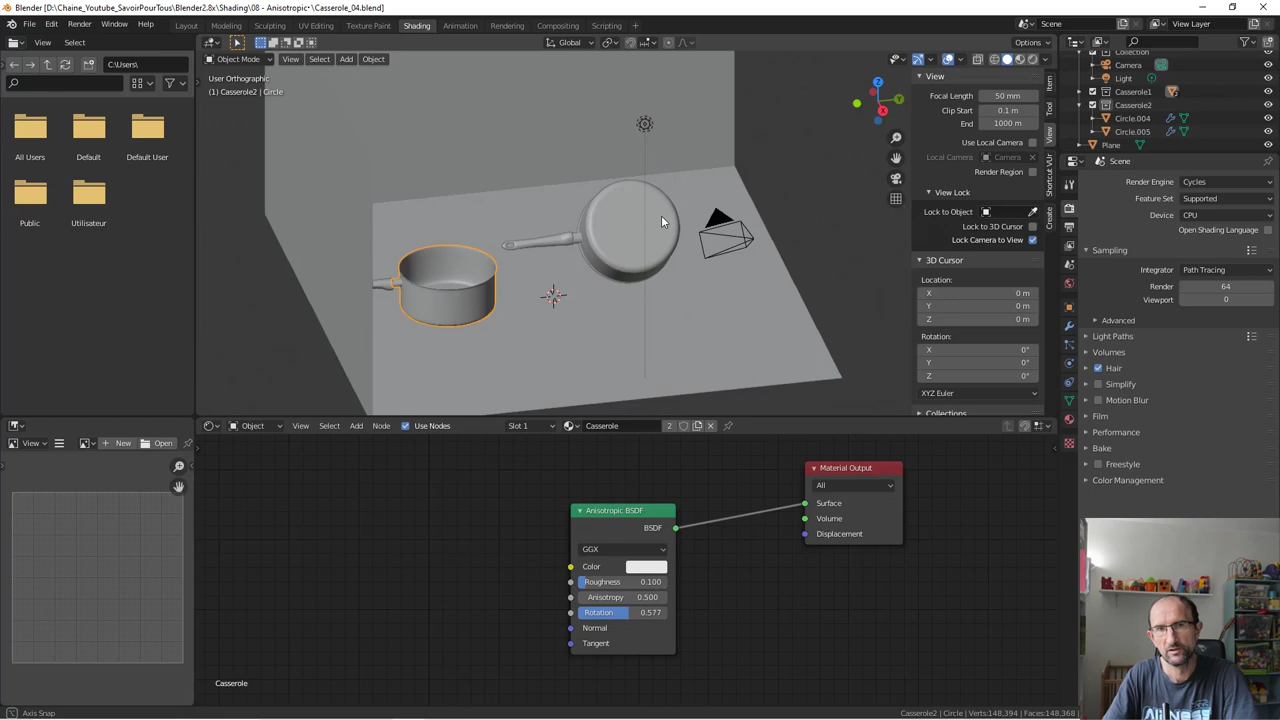 Blender [D:\Chaine_Youtube_SavoirPourTous\Blender2.8x\Shading\08 - Anisotropic\Casserole_04.blend]
File Edit Render Window Help Layout Modeling Sculpting UV Editing Texture Paint Shading Animation Rendering Compositing Scripting Scene View Layer
View Select Global Options
Object Mode View Select Add Object
C:\Users\
User Orthographic
(1) Casserole2 | Circle
All Users Default Default User
Public Utilisateur
Z
Y
X
View
Focal Length 50 mm
Clip Start 0.1 m
End 1000 m
Use Local Camera
Local Camera Camera
Render Region
View Lock
Lock to Object
Lock to 3D Cursor
Lock Camera to View
3D Cursor
Location:
X 0 m
Y 0 m
Z 0 m
Rotation:
X 0°
Y 0°
Z 0°
XYZ Euler
Collections
Item
Tool
View
Shortcut VUr
Create
Collection
Camera
Light
Casserole1
Casserole2
Circle.004
Circle.005
Plane
Scene
Render Engine Cycles
Feature Set Supported
Device CPU
Open Shading Language
Sampling
Integrator Path Tracing
Render 64
Viewport 0
Advanced
Light Paths
Volumes
Hair
Simplify
Motion Blur
Film
Performance
Bake
Freestyle
Color Management
View New Open
Object View Select Add Node Use Nodes Slot 1 Casserole 2
Material Output
All
Surface
Volume
Displacement
Anisotropic BSDF
BSDF
GGX
Color
Roughness 0.100
Anisotropy 0.500
Rotation 0.577
Normal
Tangent
Casserole
Axis Snap
Casserole2 | Circle | Verts:148,394 | Faces:148,368